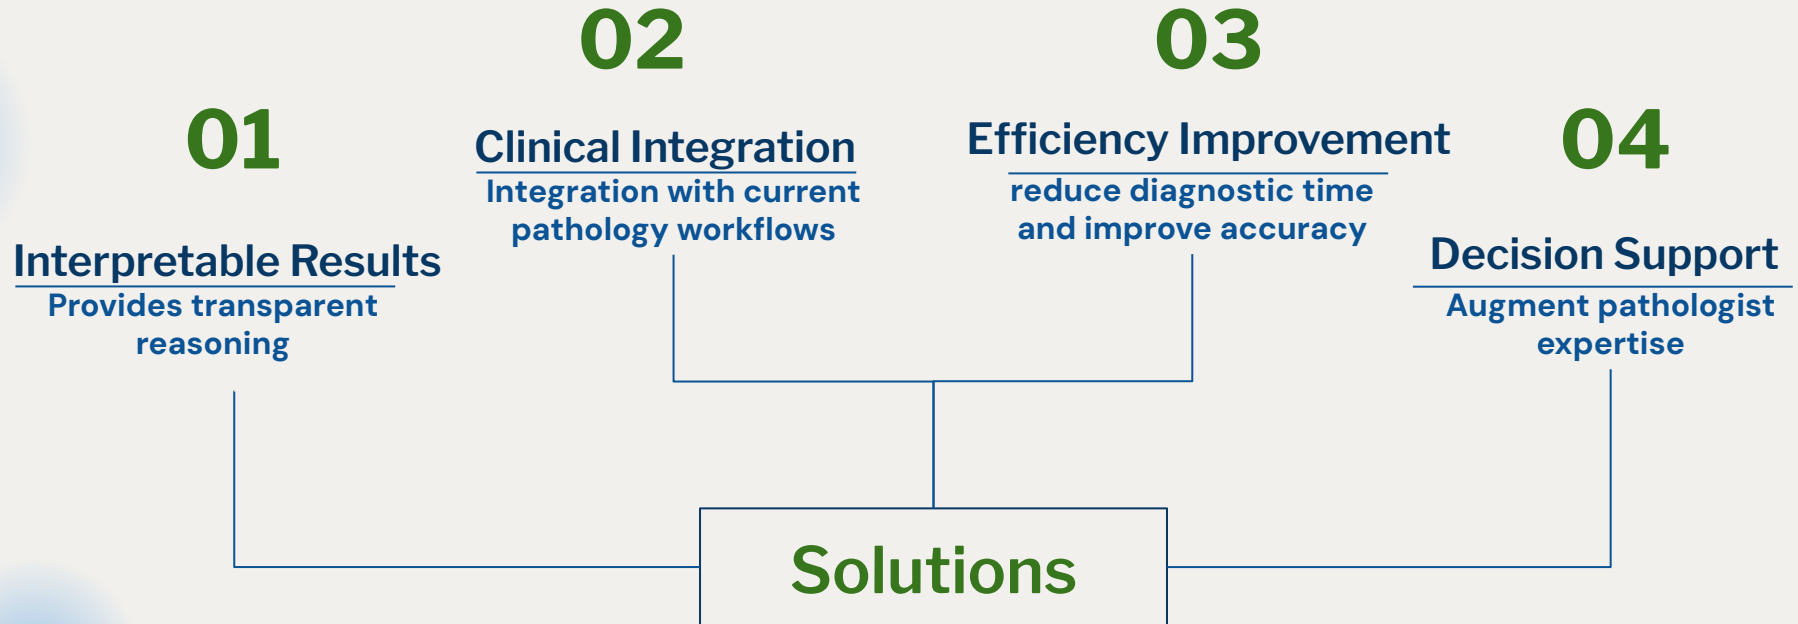 01
Interpretable Results
Provides transparent
reasoning
02
Clinical Integration
Integration with current
pathology workflows
03
Efficiency Improvement
reduce diagnostic time
and improve accuracy
04
Decision Support
Augment pathologist
expertise
Solutions